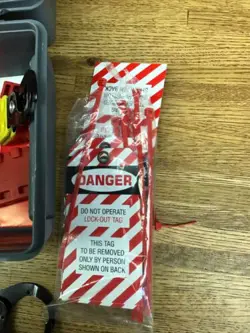 DANGER
DO NOT OPERATE
LOCK-OUT TAG
THIS TAG
TO BE REMOVED
ONLY BY PERSON
SHOWN ON BACK